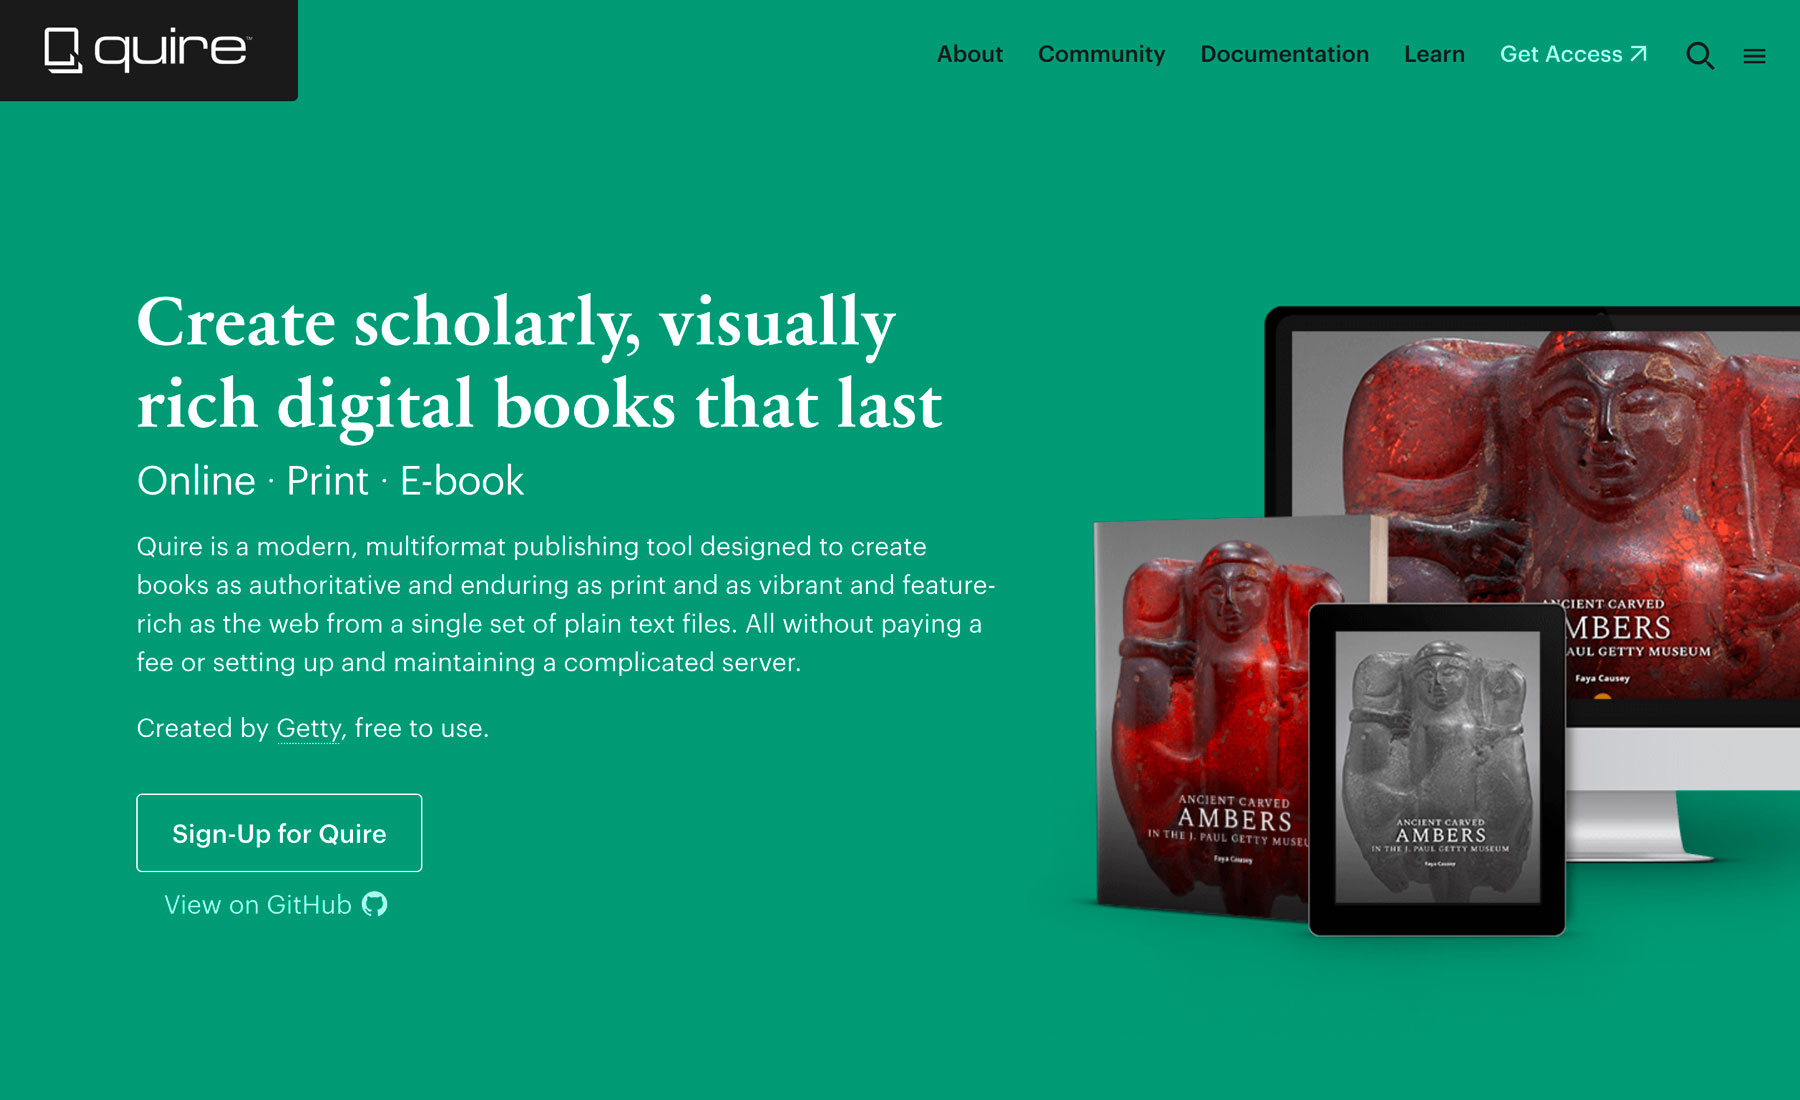 quire™
About Community Documentation Learn Get Access
Create scholarly, visually
rich digital books that last
Online · Print · E-book
Quire is a modern, multiformat publishing tool designed to create
books as authoritative and enduring as print and as vibrant and feature-
rich as the web from a single set of plain text files. All without paying a
fee or setting up and maintaining a complicated server.
Created by Getty, free to use.
Sign-Up for Quire
View on GitHub
ANCIENT CARVED
MBERS
AUL GETTY MUSEUM
Faya Causey
ANCIENT CARVED
AMBERS
IN THE J. PAUL GETTY MUSEU
Faya Causey
ANCIENT CARVED
AMBERS
IN THE J. PAUL GETTY MUSEUM
Faya Causey